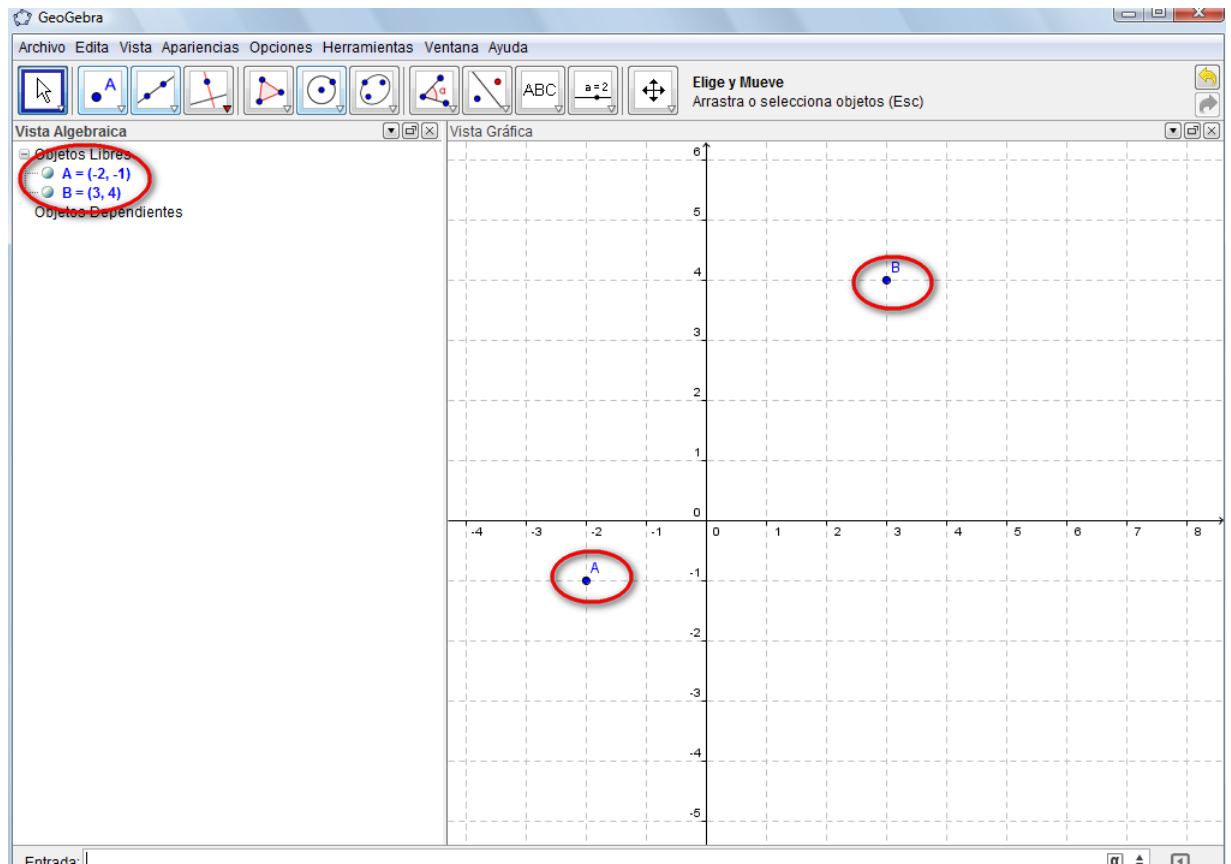 GeoGebra
Archivo Edita Vista Apariencias Opciones Herramientas Ventana Ayuda
A
α
ABC
a=2
Elige y Mueve
Arrastra o selecciona objetos (Esc)
Vista Algebraica
Vista Gráfica
Objetos Libres
A = (-2, -1)
B = (3, 4)
Objetos Dependientes
6
5
4
3
2
1
0
-4 -3 -2 -1 0 1 2 3 4 5 6 7 8
-1
-2
-3
-4
-5
B
A
Entrada:
α